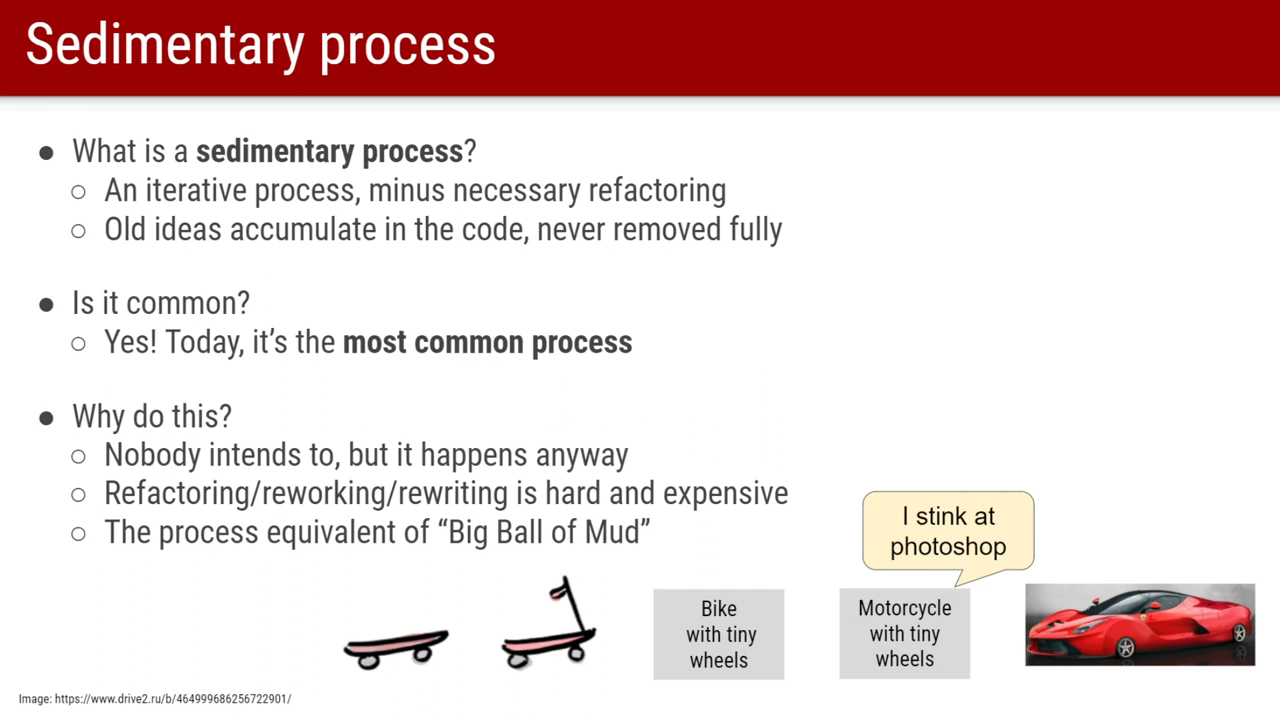 Sedimentary process
● What is a sedimentary process?
○ An iterative process, minus necessary refactoring
○ Old ideas accumulate in the code, never removed fully
● Is it common?
○ Yes! Today, it’s the most common process
● Why do this?
○ Nobody intends to, but it happens anyway
○ Refactoring/reworking/rewriting is hard and expensive
○ The process equivalent of “Big Ball of Mud”
I stink at
photoshop
Bike
with tiny
wheels
Motorcycle
with tiny
wheels
Image: https://www.drive2.ru/b/464999686256722901/